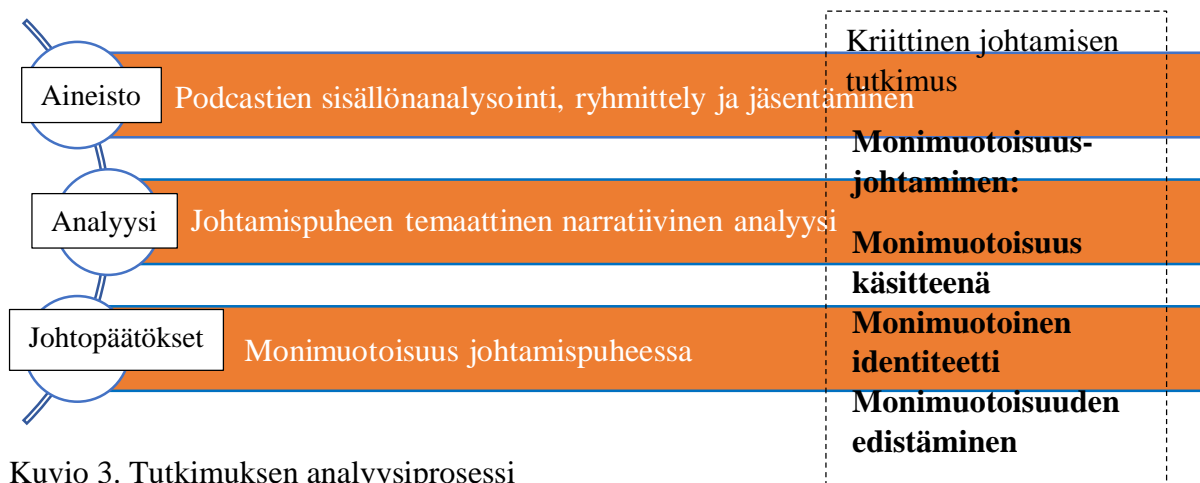 Aineisto
Podcastien sisällönanalysointi, ryhmittely ja jäsentäminen
Analyysi
Johtamispuheen temaattinen narratiivinen analyysi
Johtopäätökset
Monimuotoisuus johtamispuheessa
Kriittinen johtamisen
tutkimus
Monimuotoisuus-
johtaminen:
Monimuotoisuus
käsitteenä
Monimuotoinen
identiteetti
Monimuotoisuuden
edistäminen
Kuvio 3. Tutkimuksen analyysiprosessi